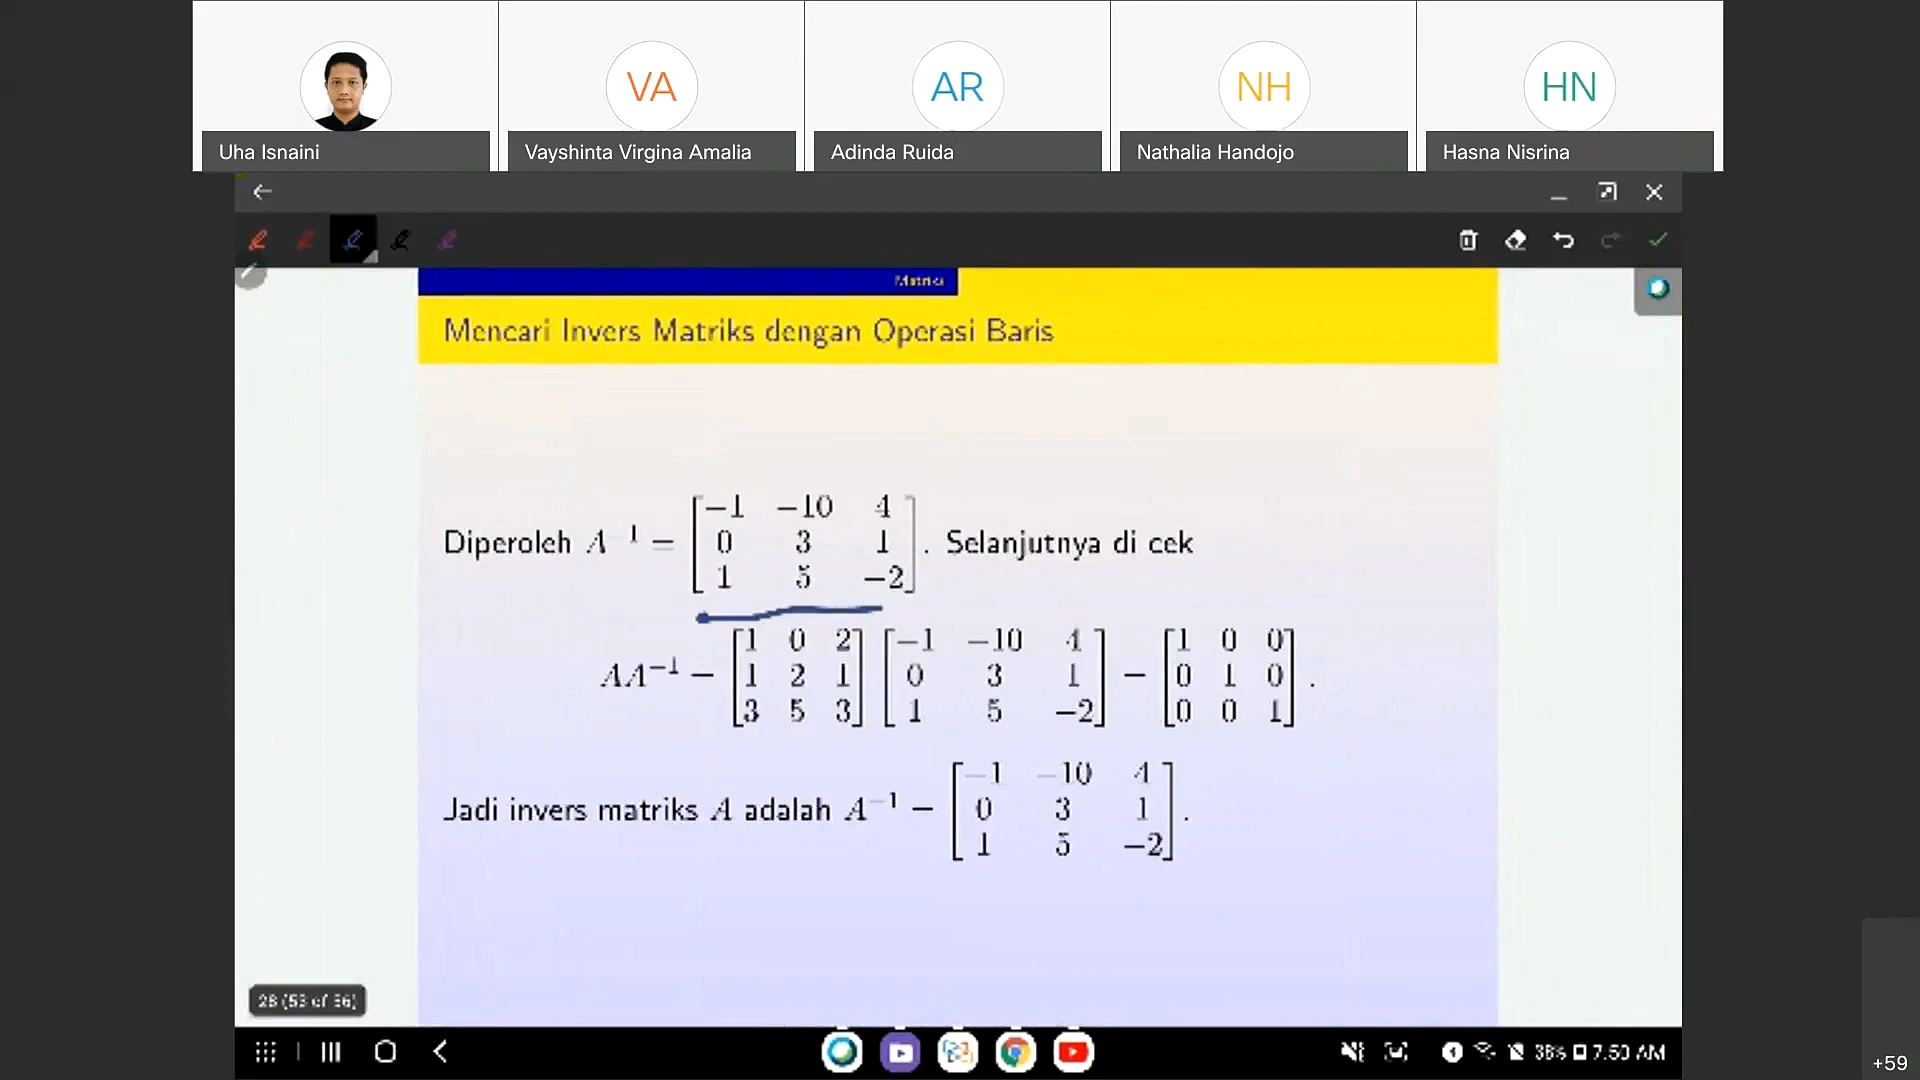 VA AR NH HN
Uha Isnaini Vayshinta Virgina Amalia Adinda Ruida Nathalia Handojo Hasna Nisrina
Matriks
Mencari Invers Matriks dengan Operasi Baris
-1 -10 4
Diperoleh A⁻¹ = 0 3 1 . Selanjutnya di cek
1 5 -2
1 0 2 -1 -10 4 1 0 0
AA⁻¹ = 1 2 1 0 3 1 = 0 1 0 .
3 5 3 1 5 -2 0 0 1
-1 -10 4
Jadi invers matriks A adalah A⁻¹ = 0 3 1 .
1 5 -2
28 (53 of 56)
38% 7:50 AM
+59